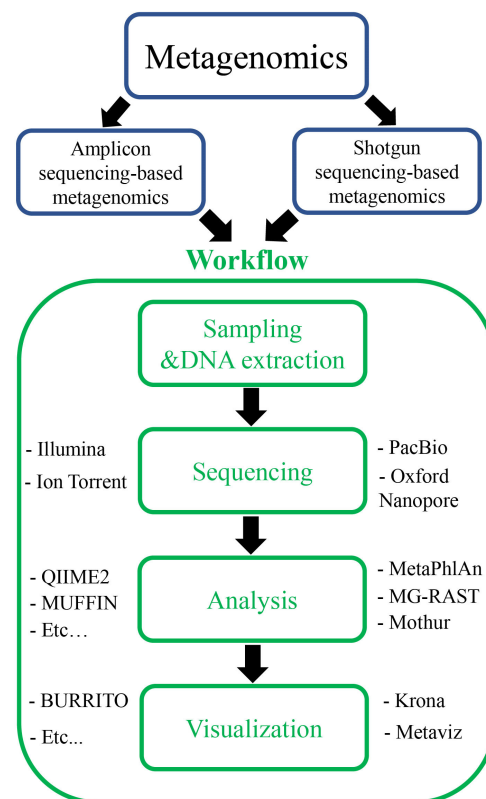 Metagenomics
Amplicon
sequencing-based
metagenomics
Shotgun
sequencing-based
metagenomics
Workflow
Sampling
&DNA extraction
- Illumina
- Ion Torrent
Sequencing
- PacBio
- Oxford
Nanopore
- QIIME2
- MUFFIN
- Etc…
Analysis
- MetaPhlAn
- MG-RAST
- Mothur
- BURRITO
- Etc...
Visualization
- Krona
- Metaviz